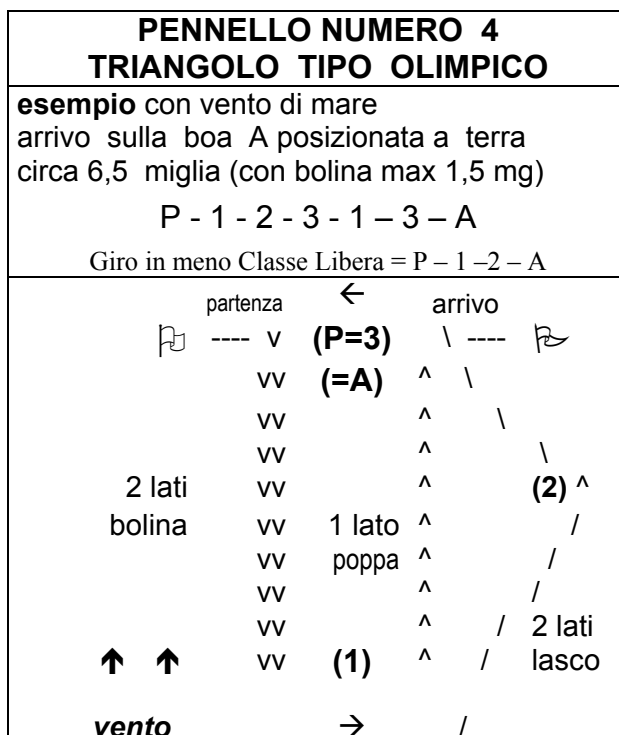 PENNELLO NUMERO 4
TRIANGOLO TIPO OLIMPICO
esempio con vento di mare
arrivo sulla boa A posizionata a terra
circa 6,5 miglia (con bolina max 1,5 mg)
P - 1 - 2 - 3 - 1 – 3 – A
Giro in meno Classe Libera = P – 1 –2 – A
partenza ← arrivo
---- v (P=3) \ ----
vv (=A) ^ \
vv ^ \
vv ^ \
2 lati vv ^ (2) ^
bolina vv 1 lato ^ /
vv poppa ^ /
vv ^ /
vv ^ / 2 lati
↑ ↑ vv (1) ^ / lasco
vento → /